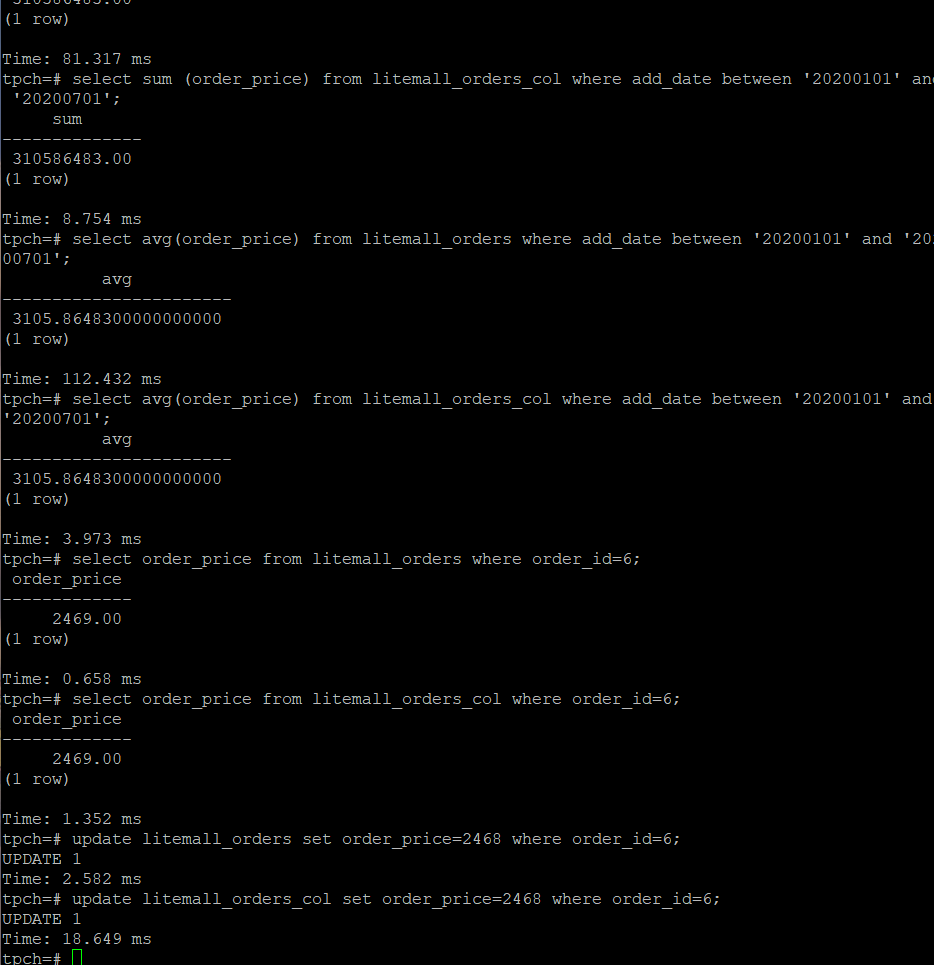 310586483.00
(1 row)
Time: 81.317 ms
tpch=# select sum (order_price) from litemall_orders_col where add_date between '20200101' and
 '20200701';
     sum
--------------
 310586483.00
(1 row)
Time: 8.754 ms
tpch=# select avg(order_price) from litemall_orders where add_date between '20200101' and '20
00701';
          avg
-----------------------
 3105.8648300000000000
(1 row)
Time: 112.432 ms
tpch=# select avg(order_price) from litemall_orders_col where add_date between '20200101' and
'20200701';
          avg
-----------------------
 3105.8648300000000000
(1 row)
Time: 3.973 ms
tpch=# select order_price from litemall_orders where order_id=6;
 order_price
-------------
     2469.00
(1 row)
Time: 0.658 ms
tpch=# select order_price from litemall_orders_col where order_id=6;
 order_price
-------------
     2469.00
(1 row)
Time: 1.352 ms
tpch=# update litemall_orders set order_price=2468 where order_id=6;
UPDATE 1
Time: 2.582 ms
tpch=# update litemall_orders_col set order_price=2468 where order_id=6;
UPDATE 1
Time: 18.649 ms
tpch=#